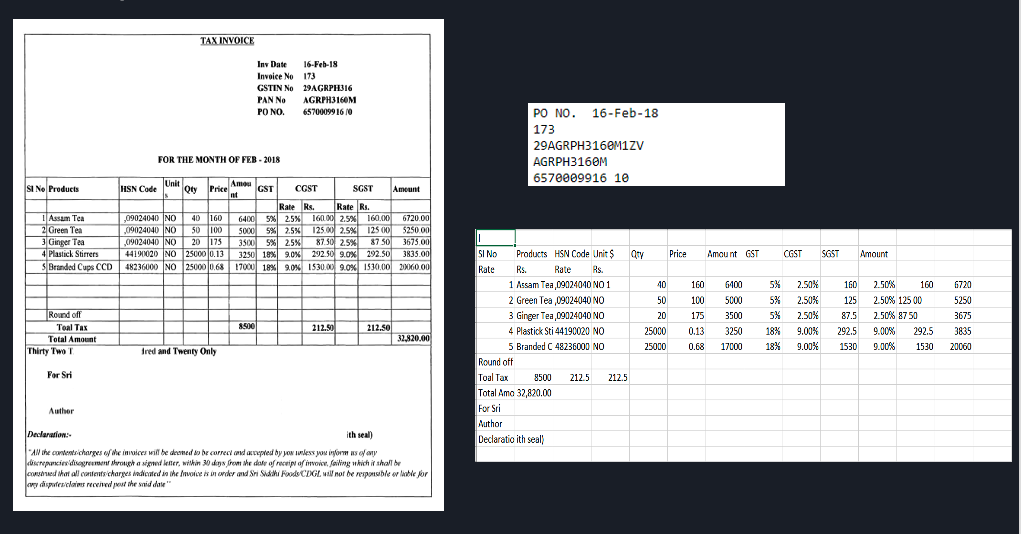 TAX INVOICE
Inv Date 16-Feb-18
Invoice No 173
GSTIN No 29AGRPH316
PAN No AGRPH3160M
PO NO. 6570009916 /0
FOR THE MONTH OF FEB - 2018
SI No Products HSN Code Units Qty Price Amount GST CGST SGST Amount
Rate Rs. Rate Rs.
1 Assam Tea ,09024040 NO 40 160 6400 5% 2.5% 160.00 2.5% 160.00 6720.00
2 Green Tea ,09024040 NO 50 100 5000 5% 2.5% 125.00 2.5% 125 00 5250.00
3 Ginger Tea ,09024040 NO 20 175 3500 5% 2.5% 87.50 2.5% 87 50 3675.00
4 Plastick Stirrers 44190020 NO 25000 0.13 3250 18% 9.0% 292.50 9.0% 292.50 3835.00
5 Branded Cups CCD 48236000 NO 25000 0.68 17000 18% 9.0% 1530.00 9.0% 1530.00 20060.00
Round off
Toal Tax 8500 212.50 212.50
Total Amount 32,820.00
Thirty Two T dred and Twenty Only
For Sri
Author
Declaration:- ith seal)
"All the contents/charges of the invoices will be deemed to be correct and accepted by you unless you inform us of any
discrepancies/disagreement through a signed letter, within 30 days from the date of receipt of invoice, failing which it shall be
construed that all contents/charges indicated in the Invoice is in order and Sri Siddhi Foods/CDGL will not be responsible or liable for
any disputes/claims received post the said date"
PO NO. 16-Feb-18
173
29AGRPH3160M1ZV
AGRPH3160M
6570009916 10
SI No Products HSN Code Unit $ Qty Price Amou nt GST CGST SGST Amount
Rate Rs. Rate Rs.
1 Assam Tea ,09024040 NO 1 40 160 6400 5% 2.50% 160 2.50% 160 6720
2 Green Tea ,09024040 NO 50 100 5000 5% 2.50% 125 2.50% 125 00 5250
3 Ginger Tea ,09024040 NO 20 175 3500 5% 2.50% 87.5 2.50% 87 50 3675
4 Plastick Sti 44190020 NO 25000 0.13 3250 18% 9.00% 292.5 9.00% 292.5 3835
5 Branded C 48236000 NO 25000 0.68 17000 18% 9.00% 1530 9.00% 1530 20060
Round off
Toal Tax 8500 212.5 212.5
Total Amo 32,820.00
For Sri
Author
Declaratio ith seal)